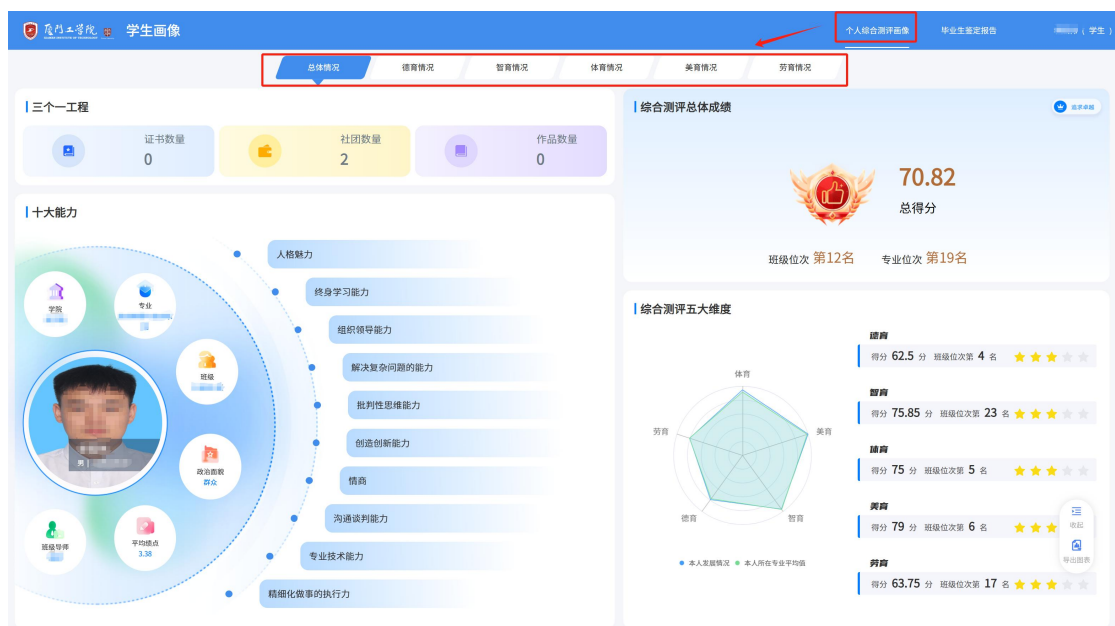 厦门工学院
学生画像
个人综合测评画像
毕业生鉴定报告
（学生）
总体情况
德育情况
智育情况
体育情况
美育情况
劳育情况
三个一工程
证书数量
0
社团数量
2
作品数量
0
十大能力
学院
专业
班级
男
政治面貌
群众
班级导师
平均绩点
3.38
人格魅力
终身学习能力
组织领导能力
解决复杂问题的能力
批判性思维能力
创造创新能力
情商
沟通谈判能力
专业技术能力
精细化做事的执行力
综合测评总体成绩
追求卓越
70.82
总得分
班级位次 第12名 专业位次 第19名
综合测评五大维度
体育
美育
智育
德育
劳育
本人发展情况 本人所在专业平均值
德育
得分 62.5 分 班级位次第 4 名
智育
得分 75.85 分 班级位次第 23 名
体育
得分 75 分 班级位次第 5 名
美育
得分 79 分 班级位次第 6 名
劳育
得分 63.75 分 班级位次第 17 名
收起
导出图表